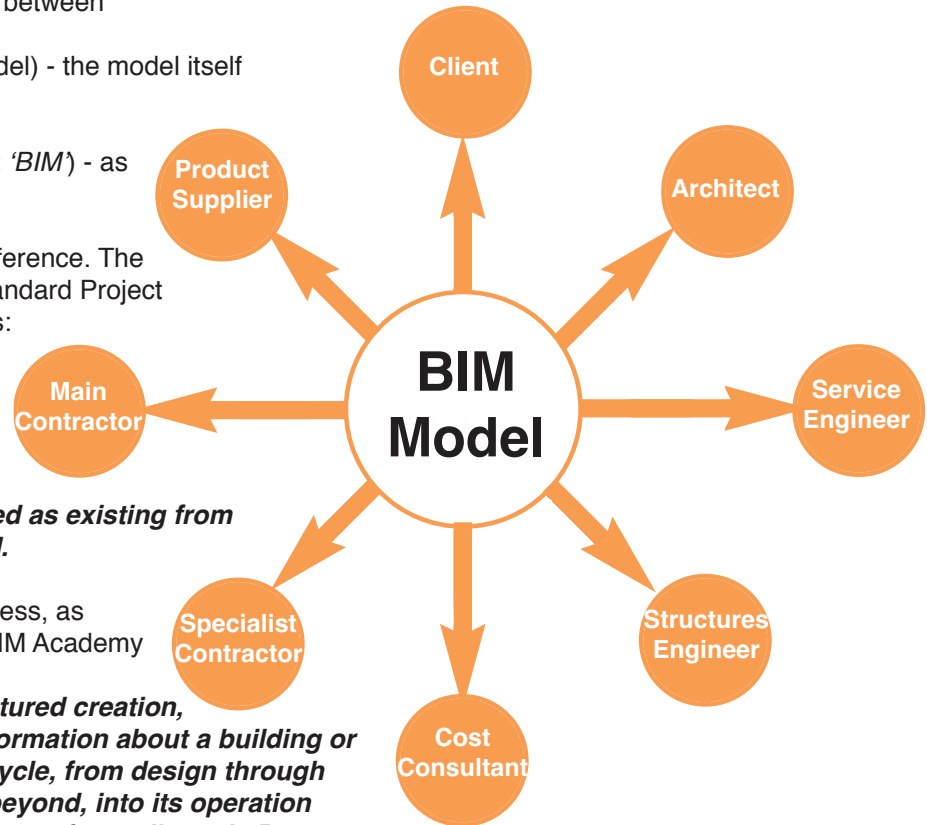 between
del) - the model itself
'BIM') - as
ference. The
andard Project
s:
ed as existing from
l.
ess, as
IM Academy
tured creation,
ormation about a building or
cycle, from design through
beyond, into its operation
Client
Product
Supplier
Architect
Main
Contractor
BIM
Model
Service
Engineer
Specialist
Contractor
Structures
Engineer
Cost
Consultant